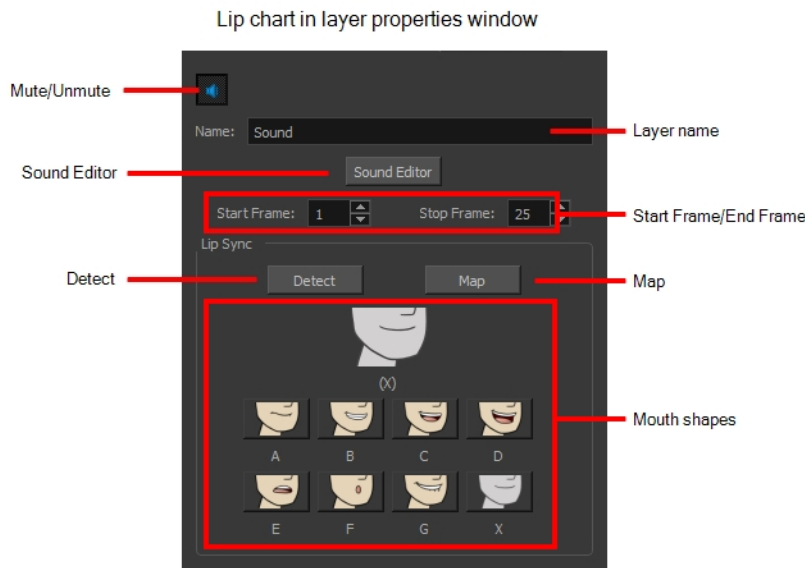 Lip chart in layer properties window
Mute/Unmute
Name: Sound
Layer name
Sound Editor
Sound Editor
Start Frame: 1 Stop Frame: 25
Start Frame/End Frame
Lip Sync
Detect
Detect
Map
Map
(X)
A B C D
Mouth shapes
E F G X